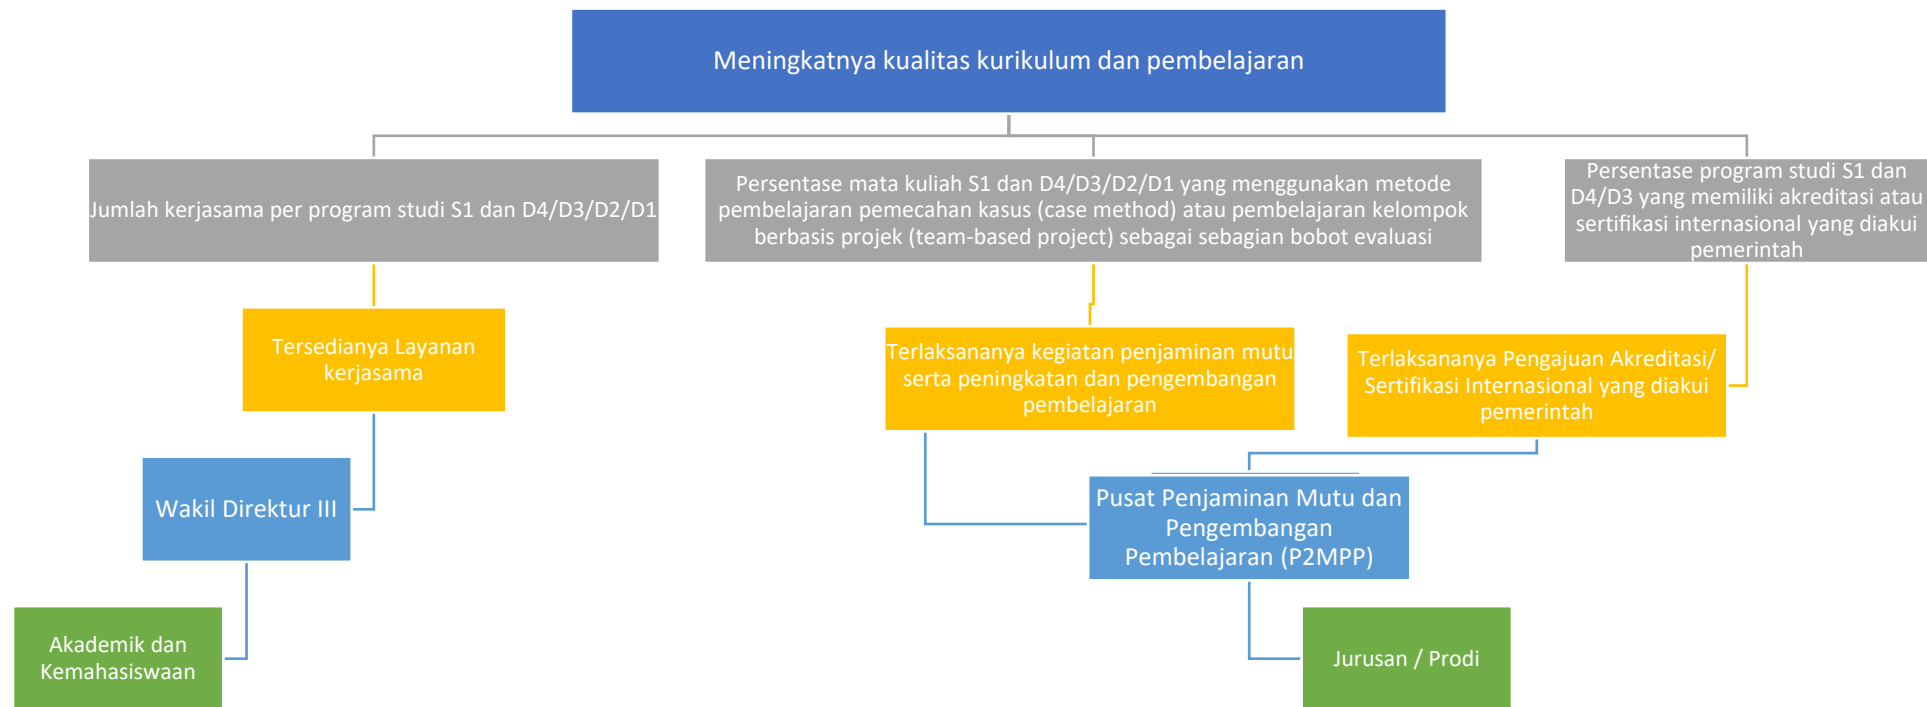 Meningkatnya kualitas kurikulum dan pembelajaran
Jumlah kerjasama per program studi S1 dan D4/D3/D2/D1
Persentase mata kuliah S1 dan D4/D3/D2/D1 yang menggunakan metode
pembelajaran pemecahan kasus (case method) atau pembelajaran kelompok
berbasis projek (team-based project) sebagai sebagian bobot evaluasi
Persentase program studi S1 dan
D4/D3 yang memiliki akreditasi atau
sertifikasi internasional yang diakui
pemerintah
Tersedianya Layanan
kerjasama
Terlaksananya kegiatan penjaminan mutu
serta peningkatan dan pengembangan
pembelajaran
Terlaksananya Pengajuan Akreditasi/
Sertifikasi Internasional yang diakui
pemerintah
Wakil Direktur III
Pusat Penjaminan Mutu dan
Pengembangan
Pembelajaran (P2MPP)
Akademik dan
Kemahasiswaan
Jurusan / Prodi